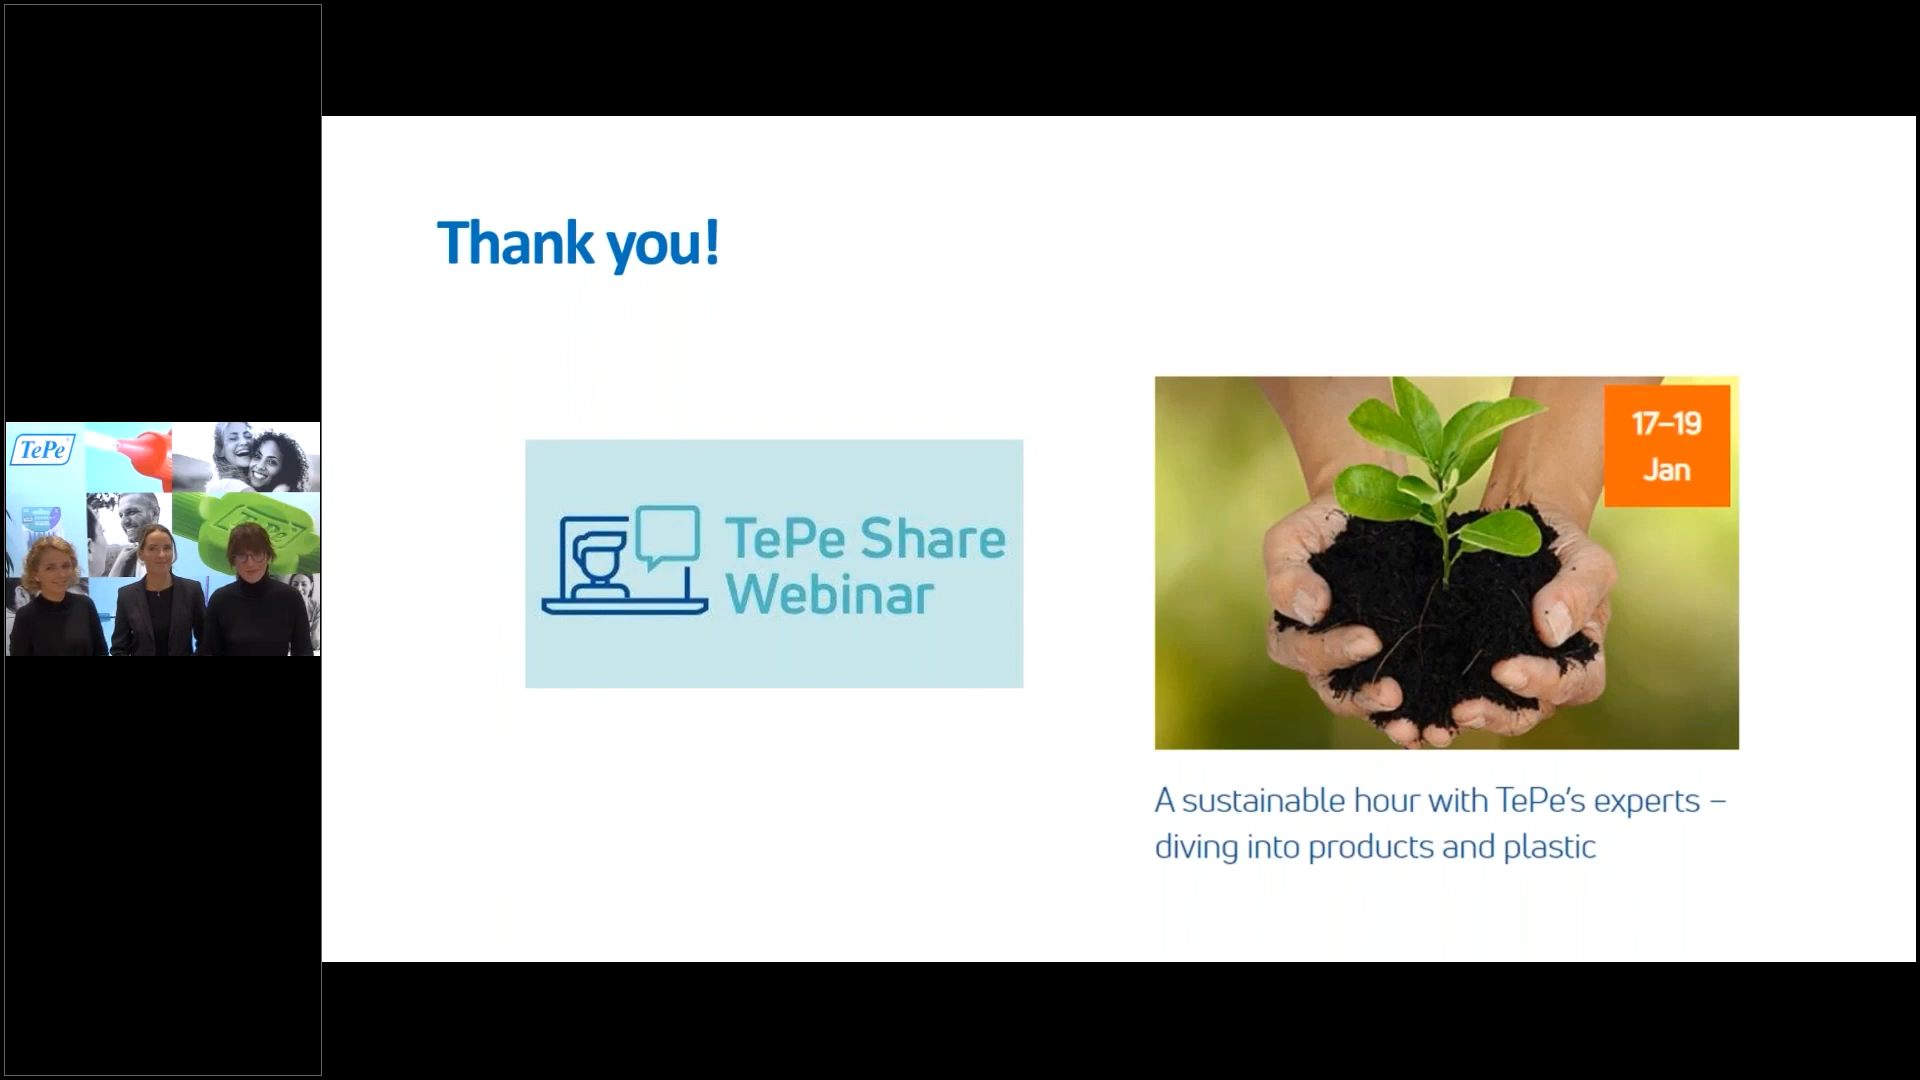 TePe
TePe
Thank you!
TePe Share
Webinar
17–19
Jan
A sustainable hour with TePe’s experts –
diving into products and plastic